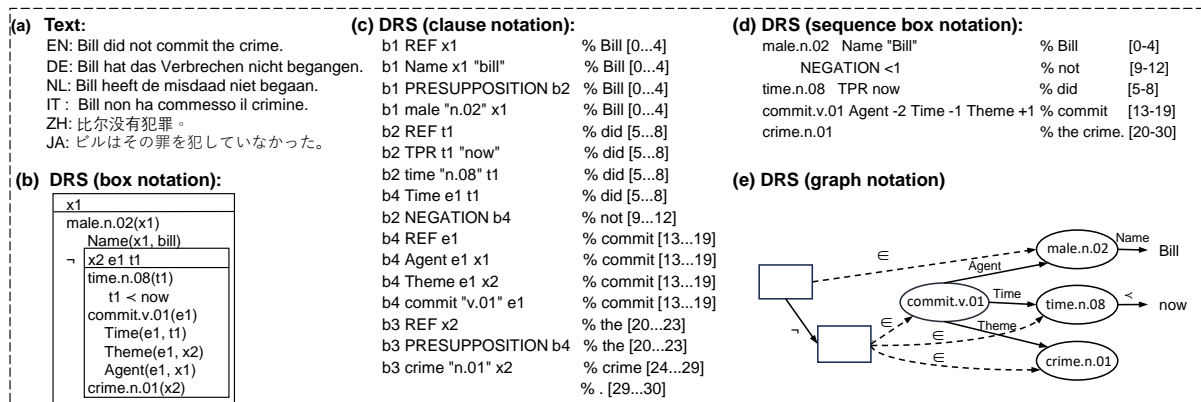 (a) Text:
EN: Bill did not commit the crime.
DE: Bill hat das Verbrechen nicht begangen.
NL: Bill heeft de misdaad niet begaan.
IT : Bill non ha commesso il crimine.
ZH: 比尔没有犯罪。
JA: ビルはその罪を犯していなかった。
(b) DRS (box notation):
x1
male.n.02(x1)
Name(x1, bill)
¬ x2 e1 t1
time.n.08(t1)
t1 ≺ now
commit.v.01(e1)
Time(e1, t1)
Theme(e1, x2)
Agent(e1, x1)
crime.n.01(x2)
(c) DRS (clause notation):
b1 REF x1 % Bill [0...4]
b1 Name x1 "bill" % Bill [0...4]
b1 PRESUPPOSITION b2 % Bill [0...4]
b1 male "n.02" x1 % Bill [0...4]
b2 REF t1 % did [5...8]
b2 TPR t1 "now" % did [5...8]
b2 time "n.08" t1 % did [5...8]
b4 Time e1 t1 % did [5...8]
b2 NEGATION b4 % not [9...12]
b4 REF e1 % commit [13...19]
b4 Agent e1 x1 % commit [13...19]
b4 Theme e1 x2 % commit [13...19]
b4 commit "v.01" e1 % commit [13...19]
b3 REF x2 % the [20...23]
b3 PRESUPPOSITION b4 % the [20...23]
b3 crime "n.01" x2 % crime [24...29]
% . [29...30]
(d) DRS (sequence box notation):
male.n.02 Name "Bill" % Bill [0-4]
NEGATION <1 % not [9-12]
time.n.08 TPR now % did [5-8]
commit.v.01 Agent -2 Time -1 Theme +1 % commit [13-19]
crime.n.01 % the crime. [20-30]
(e) DRS (graph notation)
male.n.02 Name Bill
∈
Agent
commit.v.01 Time time.n.08 ≺ now
¬
∈ Theme
∈
∈
crime.n.01